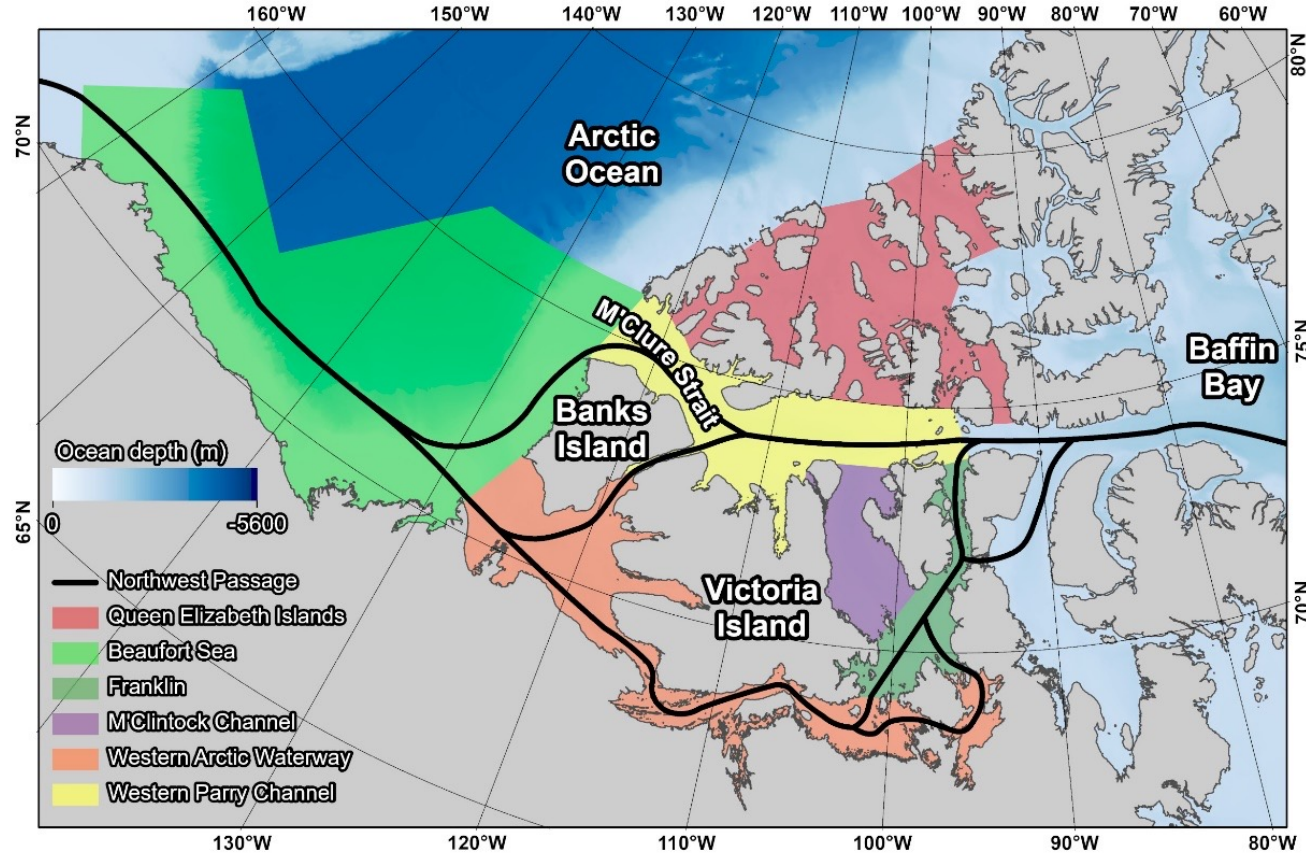 160°W 150°W 140°W 130°W 120°W 110°W 100°W 90°W 80°W 70°W 60°W
80°N
70°N
Arctic
Ocean
M'Clure Strait
75°N
Baffin
Bay
Banks
Island
Ocean depth (m)
0 -5600
65°N
Northwest Passage
Queen Elizabeth Islands
Beaufort Sea
Franklin
M'Clintock Channel
Western Arctic Waterway
Western Parry Channel
Victoria
Island
70°N
130°W 120°W 110°W 100°W 90°W 80°W